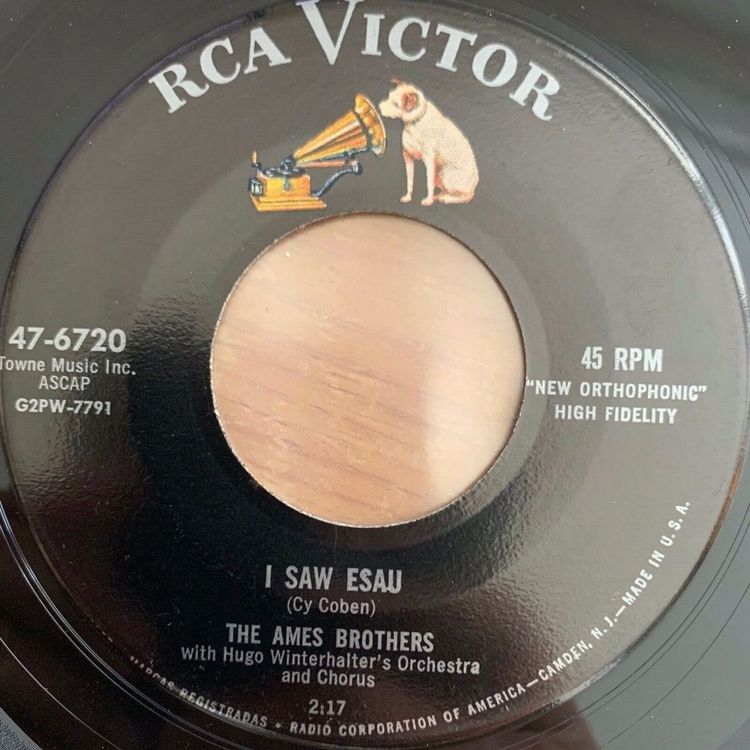 RCA VICTOR
47-6720
Towne Music Inc.
ASCAP
G2PW-7791
45 RPM
"NEW ORTHOPHONIC"
HIGH FIDELITY
I SAW ESAU
(Cy Coben)
THE AMES BROTHERS
with Hugo Winterhalter's Orchestra
and Chorus
2:17
MARCAS REGISTRADAS • RADIO CORPORATION OF AMERICA—CAMDEN, N. J.—MADE IN U.S.A.